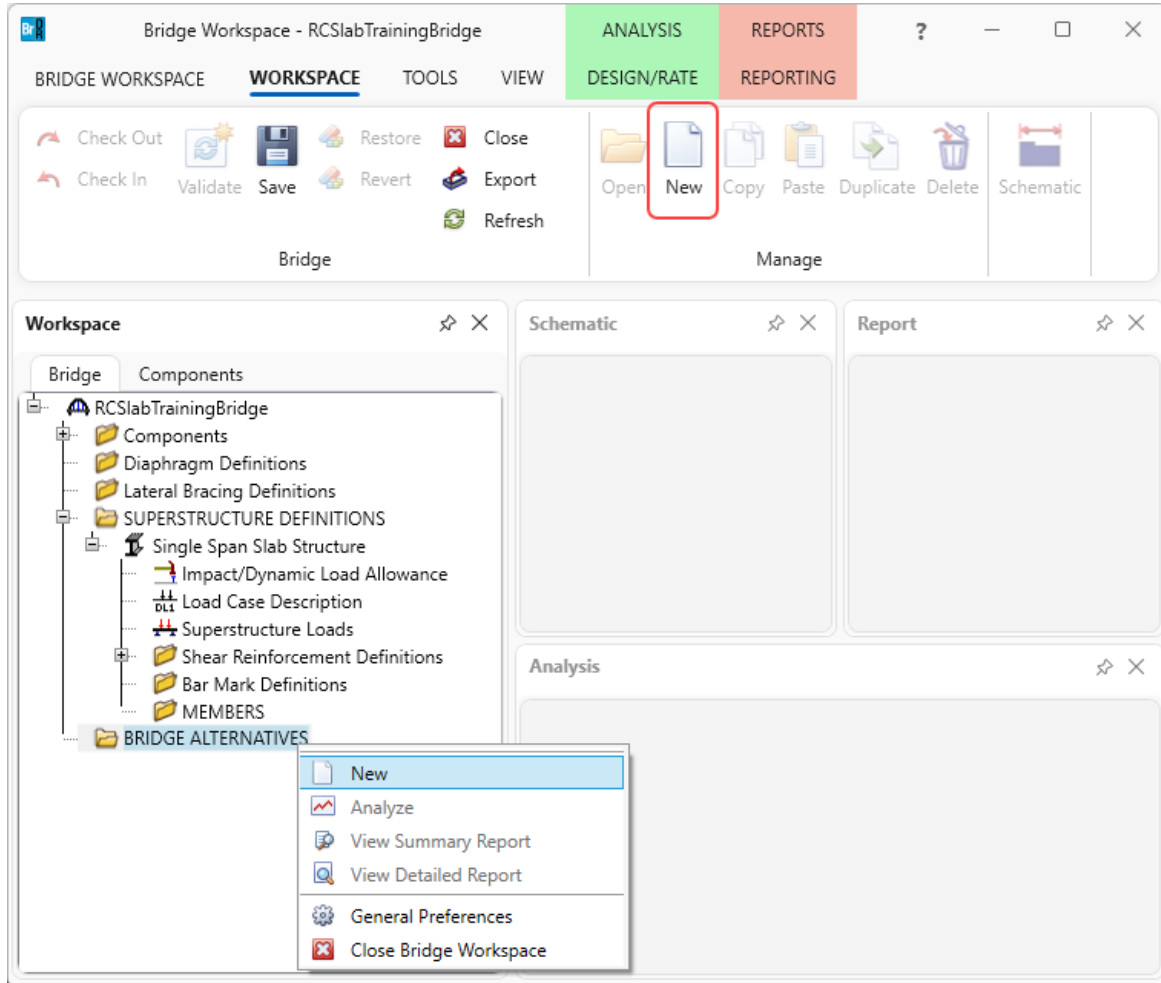 Br DR Bridge Workspace - RCSlabTrainingBridge ANALYSIS REPORTS ?
BRIDGE WORKSPACE WORKSPACE TOOLS VIEW DESIGN/RATE REPORTING
Check Out
Check In
Validate
Save
Restore
Revert
Close
Export
Refresh
Bridge
Open
New
Copy
Paste
Duplicate
Delete
Schematic
Manage
Workspace
Bridge Components
RCSlabTrainingBridge
Components
Diaphragm Definitions
Lateral Bracing Definitions
SUPERSTRUCTURE DEFINITIONS
Single Span Slab Structure
Impact/Dynamic Load Allowance
DL1 Load Case Description
Superstructure Loads
Shear Reinforcement Definitions
Bar Mark Definitions
MEMBERS
BRIDGE ALTERNATIVES
New
Analyze
View Summary Report
View Detailed Report
General Preferences
Close Bridge Workspace
Schematic
Report
Analysis